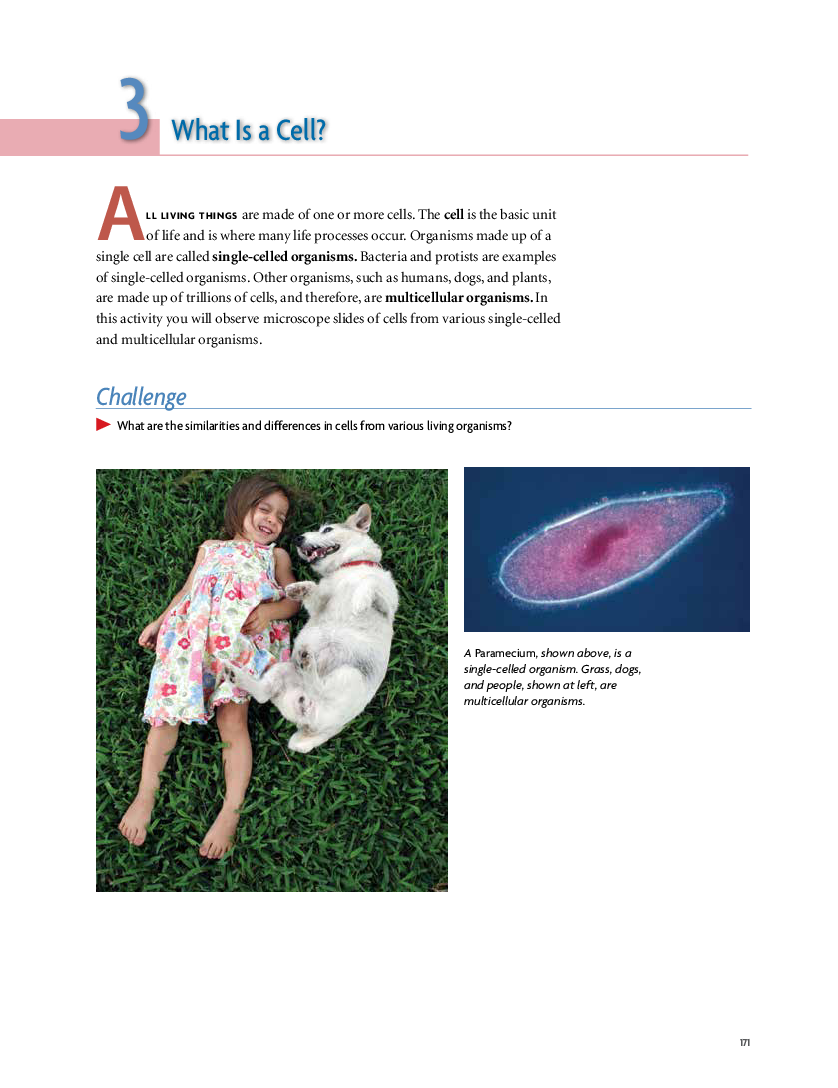 3 What Is a Cell?
ALL LIVING THINGS are made of one or more cells. The cell is the basic unit
of life and is where many life processes occur. Organisms made up of a
single cell are called single-celled organisms. Bacteria and protists are examples
of single-celled organisms. Other organisms, such as humans, dogs, and plants,
are made up of trillions of cells, and therefore, are multicellular organisms. In
this activity you will observe microscope slides of cells from various single-celled
and multicellular organisms.
Challenge
What are the similarities and differences in cells from various living organisms?
A Paramecium, shown above, is a
single-celled organism. Grass, dogs,
and people, shown at left, are
multicellular organisms.
171